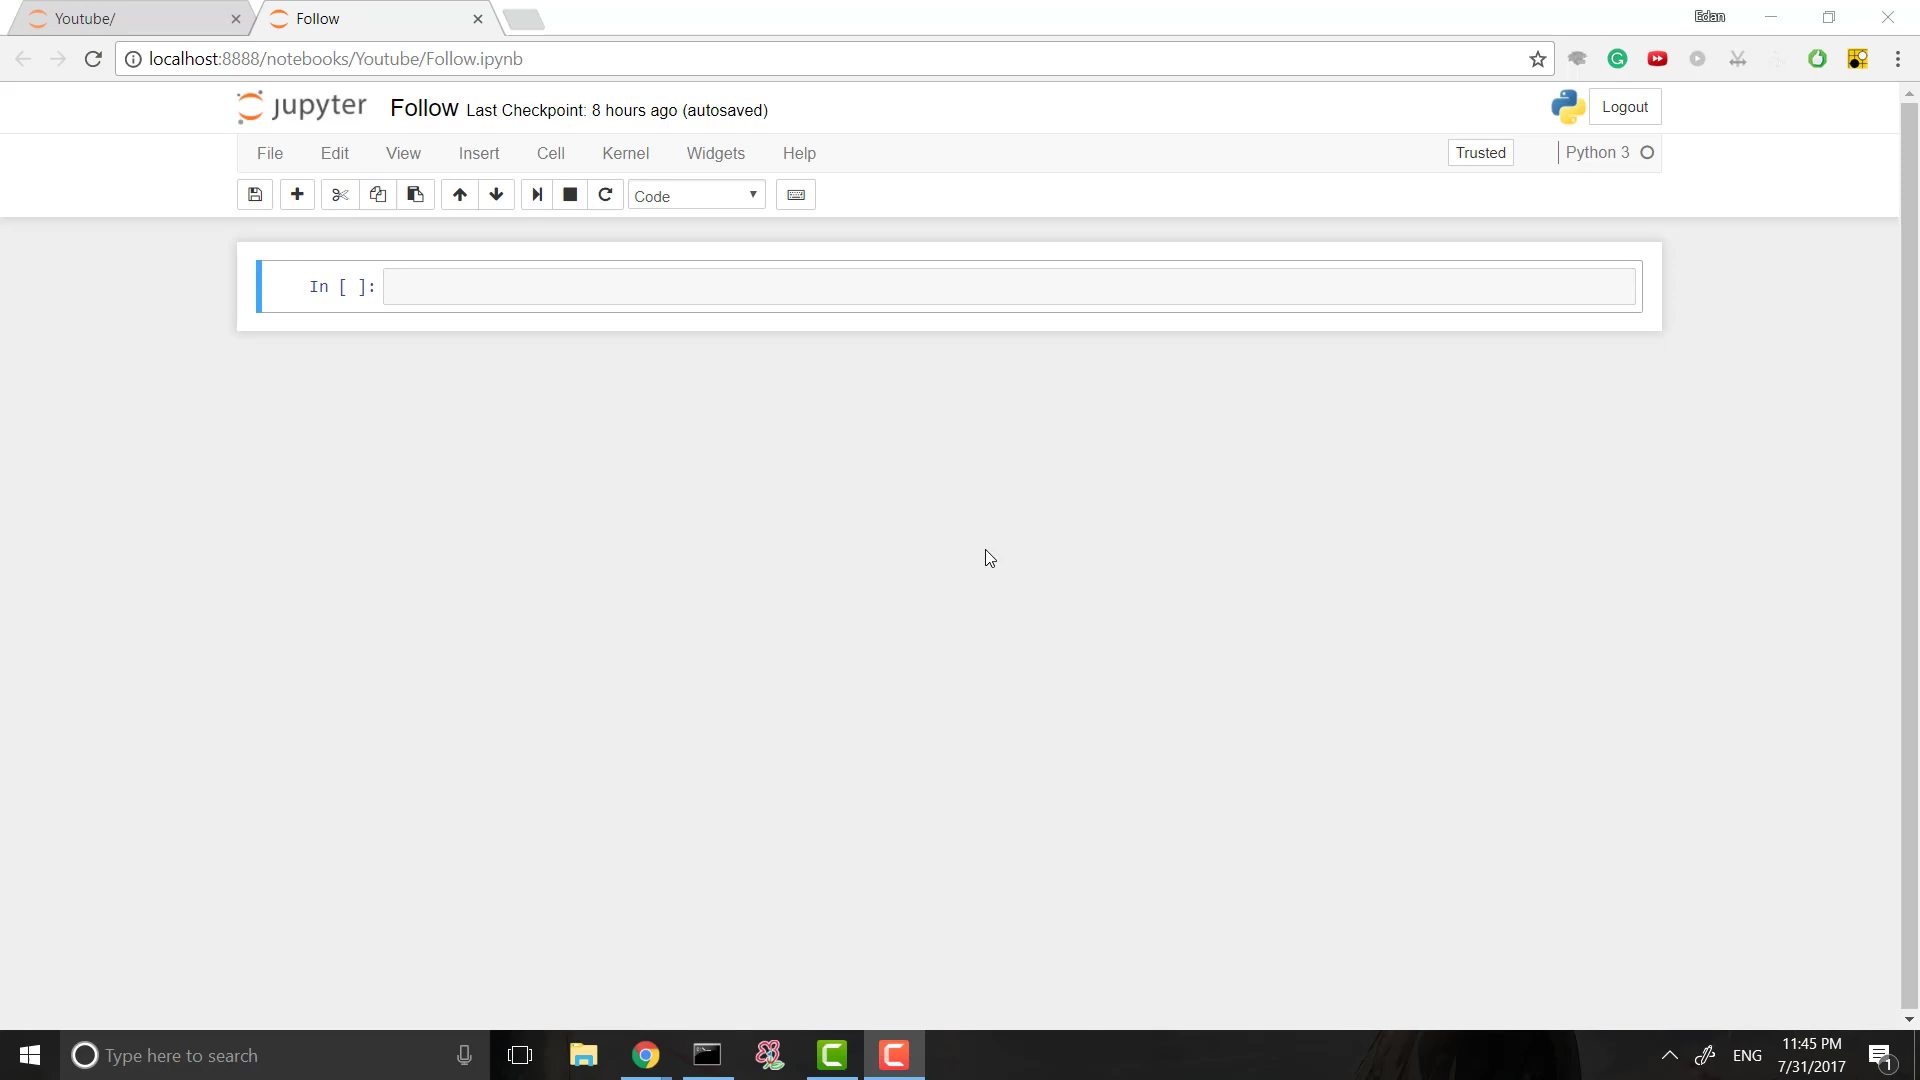 Youtube/
Follow
Edan
localhost:8888/notebooks/Youtube/Follow.ipynb
jupyter
Follow Last Checkpoint: 8 hours ago (autosaved)
Logout
File Edit View Insert Cell Kernel Widgets Help
Trusted
Python 3
Code
In [ ]:
Type here to search
ENG
11:45 PM
7/31/2017
1